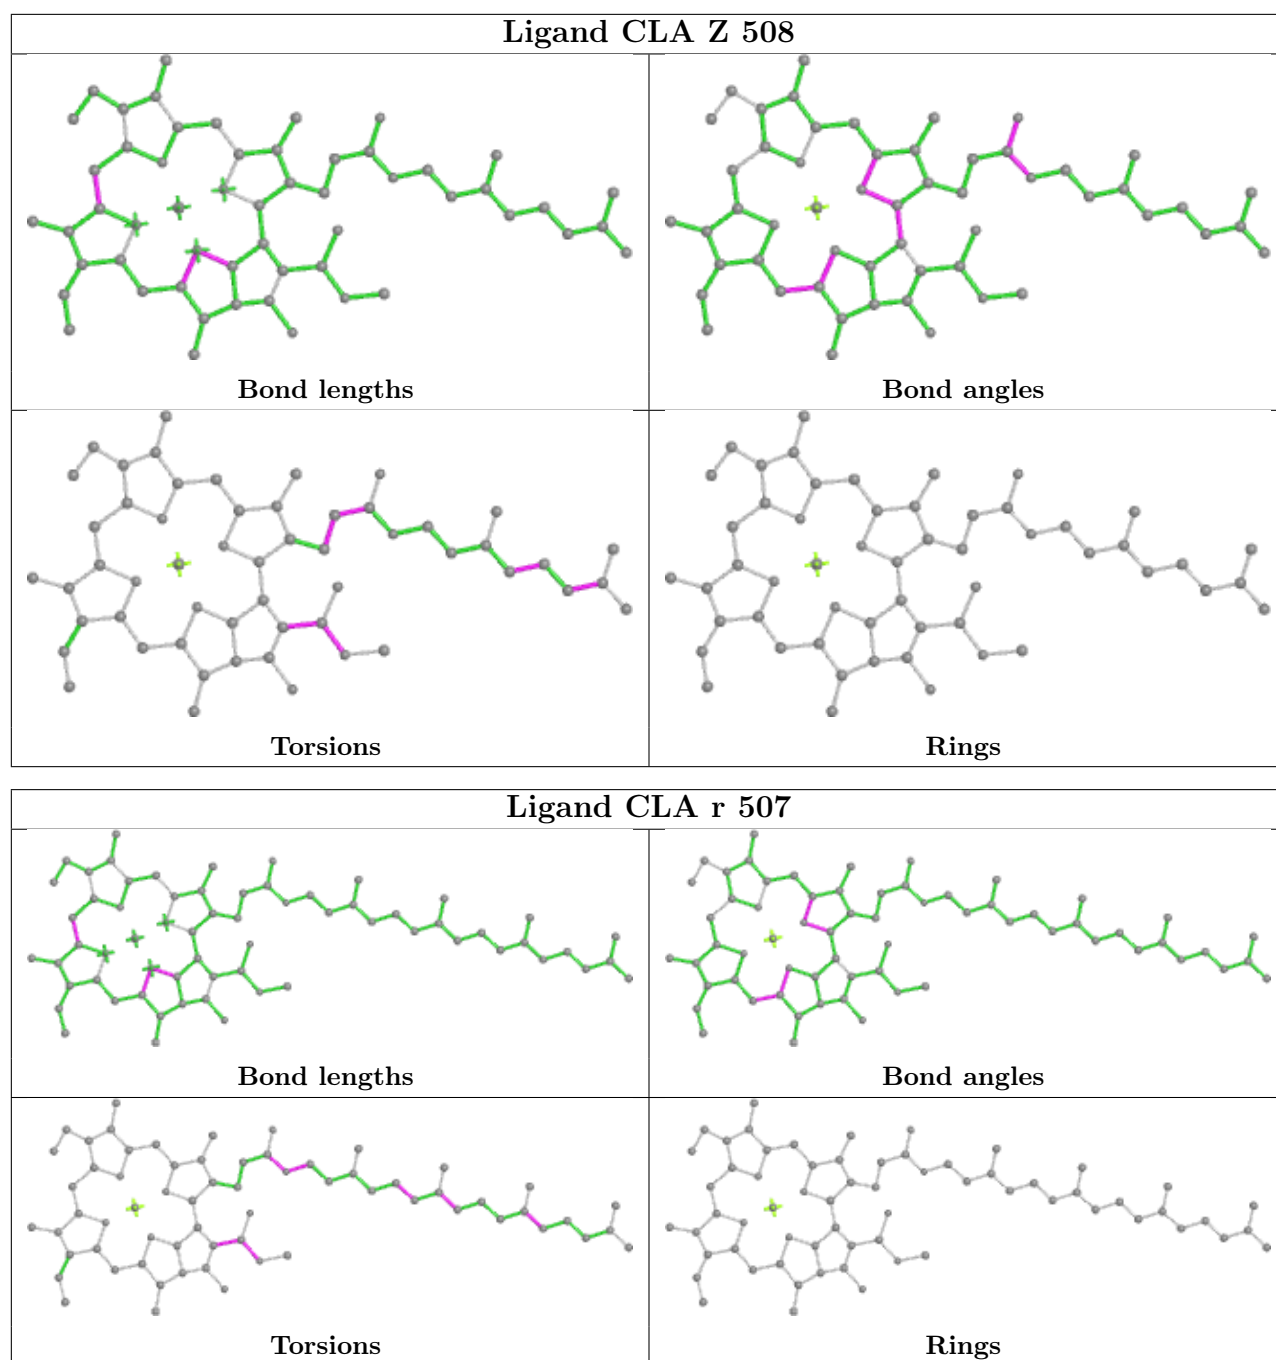 Ligand CLA Z 508
Bond lengths
Bond angles
Torsions
Rings
Ligand CLA r 507
Bond lengths
Bond angles
Torsions
Rings